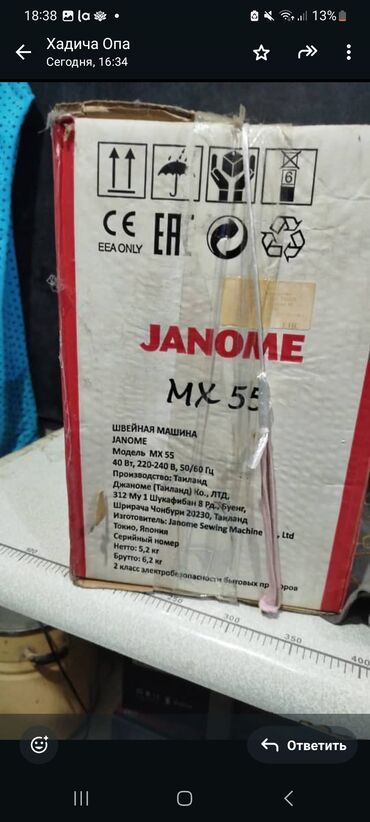 18:38
13%
Хадича Опа
Сегодня, 16:34
6
CE
EEA ONLY
EAC
JANOME
MX 55
ШВЕЙНАЯ МАШИНА
JANOME
Модель MX 55
40 Вт, 220-240 В, 50/60 Гц
Производство: Таиланд
Джаноме (Таиланд) Ко., ЛТД,
312 Му 1 Шукафибан 8 Рд., Буенг,
Шрирача Чонбури 20230, Таиланд
Изготовитель: Janome Sewing Machine Ltd
Токио, Япония
Серийный номер
Нетто: 5,2 кг
Брутто: 6,2 кг
2 класс электробезопасности бытовых приборов
300
350
400
Ответить